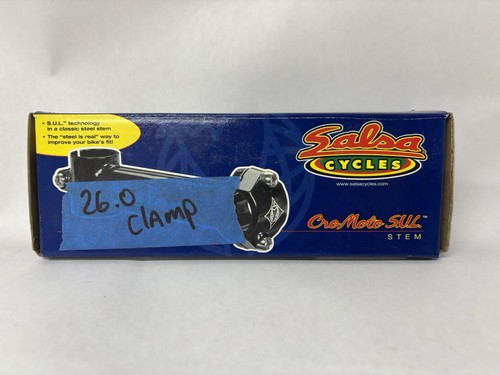 • S.U.L.™ technology
in a classic steel stem
• The "steel is real" way to
improve your bike's fit!
26.0
Clamp
Salsa
CYCLES
www.salsacycles.com
CroMoto S.U.L.™
STEM